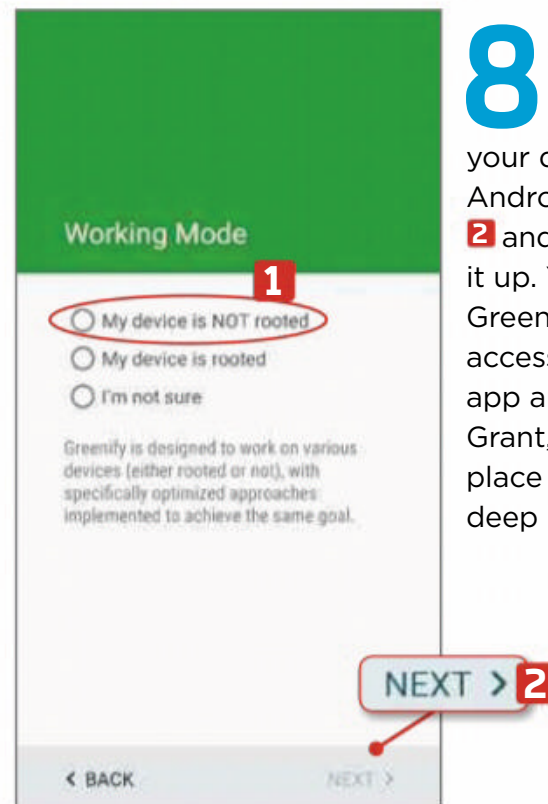 Working Mode
1
My device is NOT rooted
My device is rooted
I'm not sure
Greenify is designed to work on various
devices (either rooted or not), with
specifically optimized approaches
implemented to achieve the same goal.
NEXT > 2
< BACK NEXT >
8
your
Andro
2 and
it up.
Green
access
app a
Grant,
place
deep